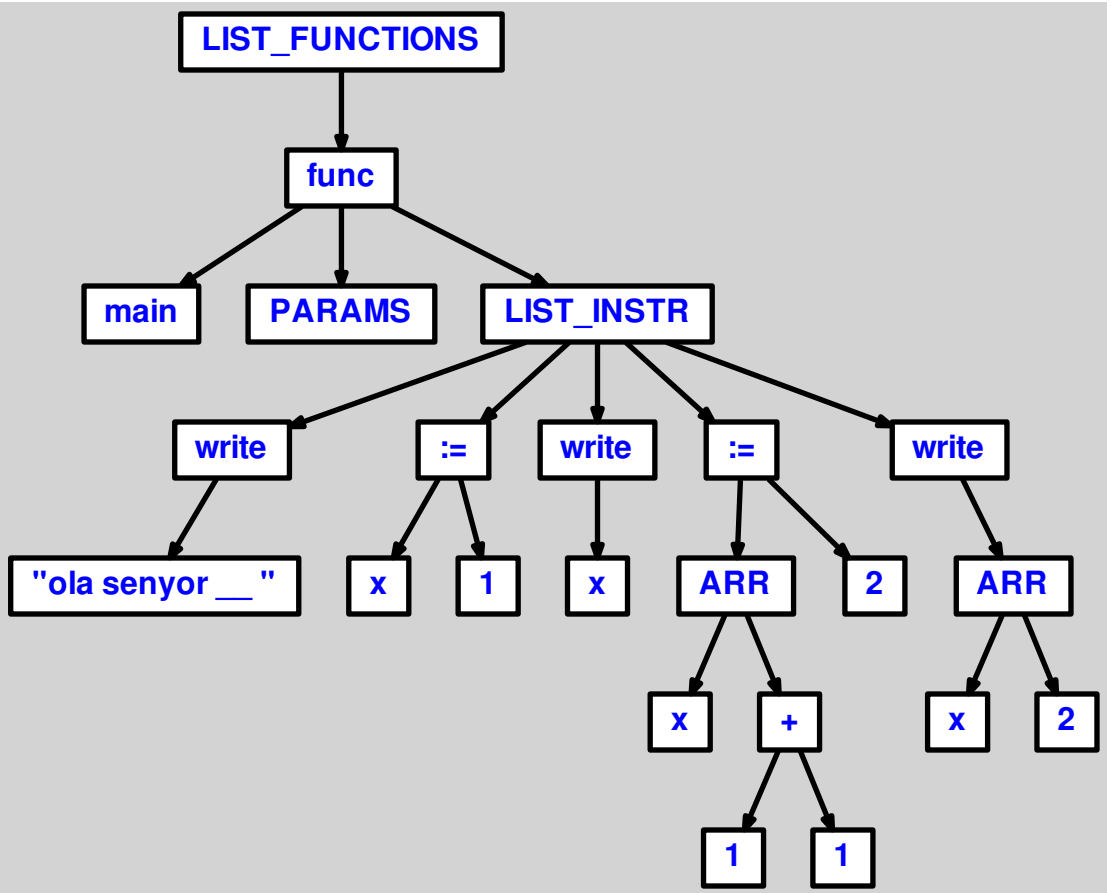 LIST_FUNCTIONS
func
main PARAMS LIST_INSTR
write := write := write
"ola senyor __ " x 1 x ARR 2 ARR
x + x 2
1 1